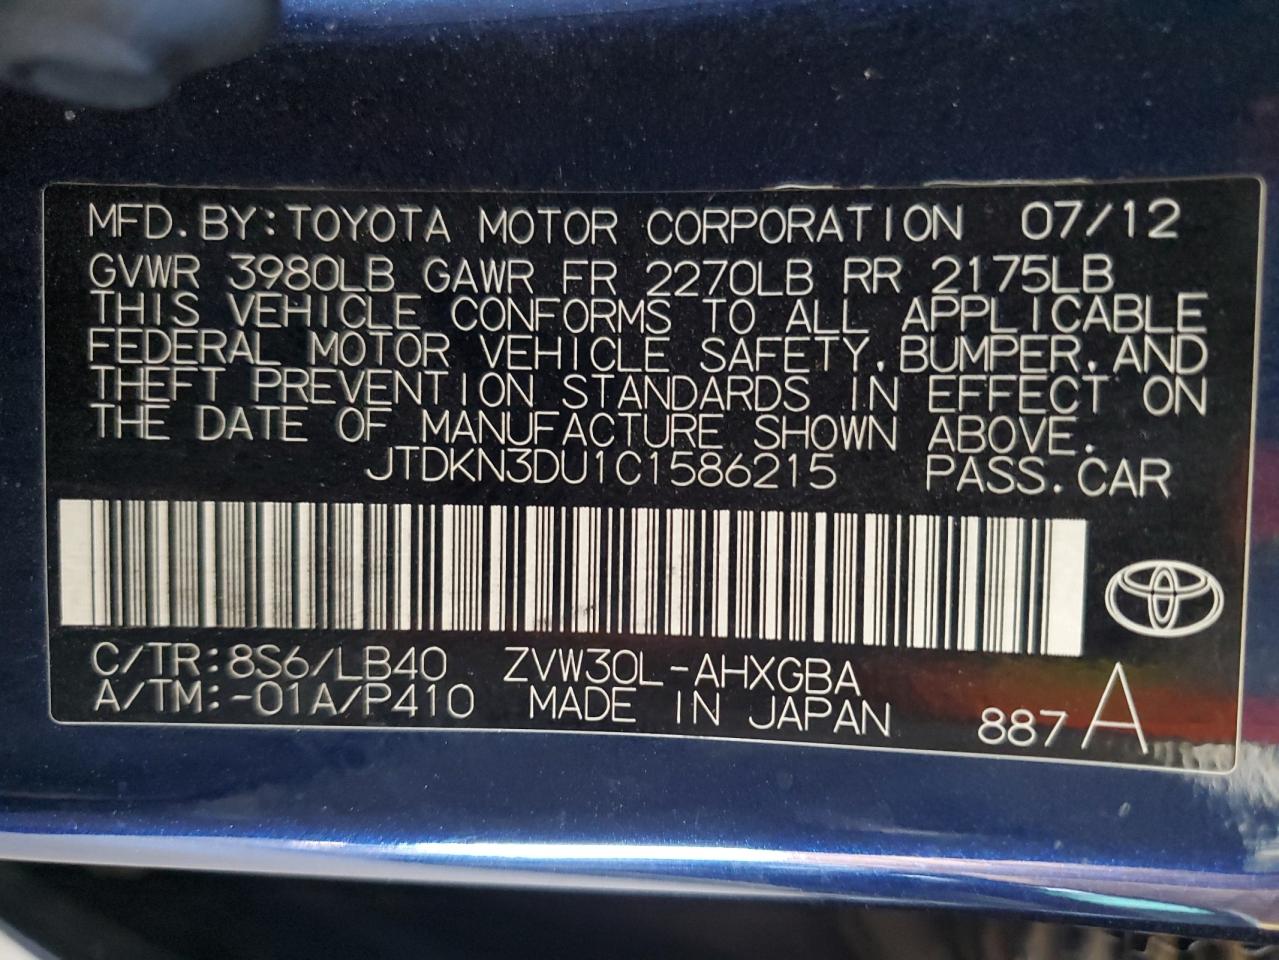 MFD. BY: TOYOTA MOTOR CORPORATION 07/12
GVWR 3980LB GAWR FR 2270LB RR 2175LB
THIS VEHICLE CONFORMS TO ALL APPLICABLE
FEDERAL MOTOR VEHICLE SAFETY, BUMPER, AND
THEFT PREVENTION STANDARDS IN EFFECT ON
THE DATE OF MANUFACTURE SHOWN ABOVE.
JTDKN3DU1C1586215 PASS. CAR
C/TR: 8S6/LB40 ZVW30L-AHXGBA
A/TM: -01A/P410 MADE IN JAPAN 887 A